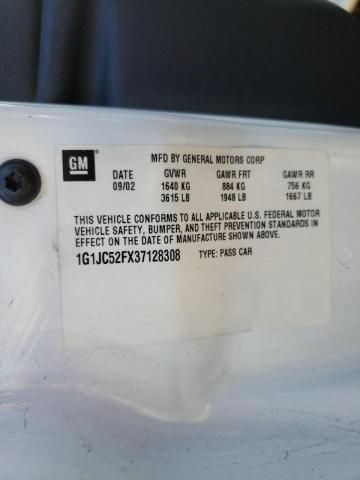 GM
MFD BY GENERAL MOTORS CORP
DATE GVWR GAWR FRT GAWR RR
09/02 1640 KG 884 KG 756 KG
3615 LB 1948 LB 1667 LB
THIS VEHICLE CONFORMS TO ALL APPLICABLE U.S. FEDERAL MOTOR
VEHICLE SAFETY, BUMPER, AND THEFT PREVENTION STANDARDS IN
EFFECT ON THE DATE OF MANUFACTURE SHOWN ABOVE.
1G1JC52FX37128308 TYPE: PASS CAR